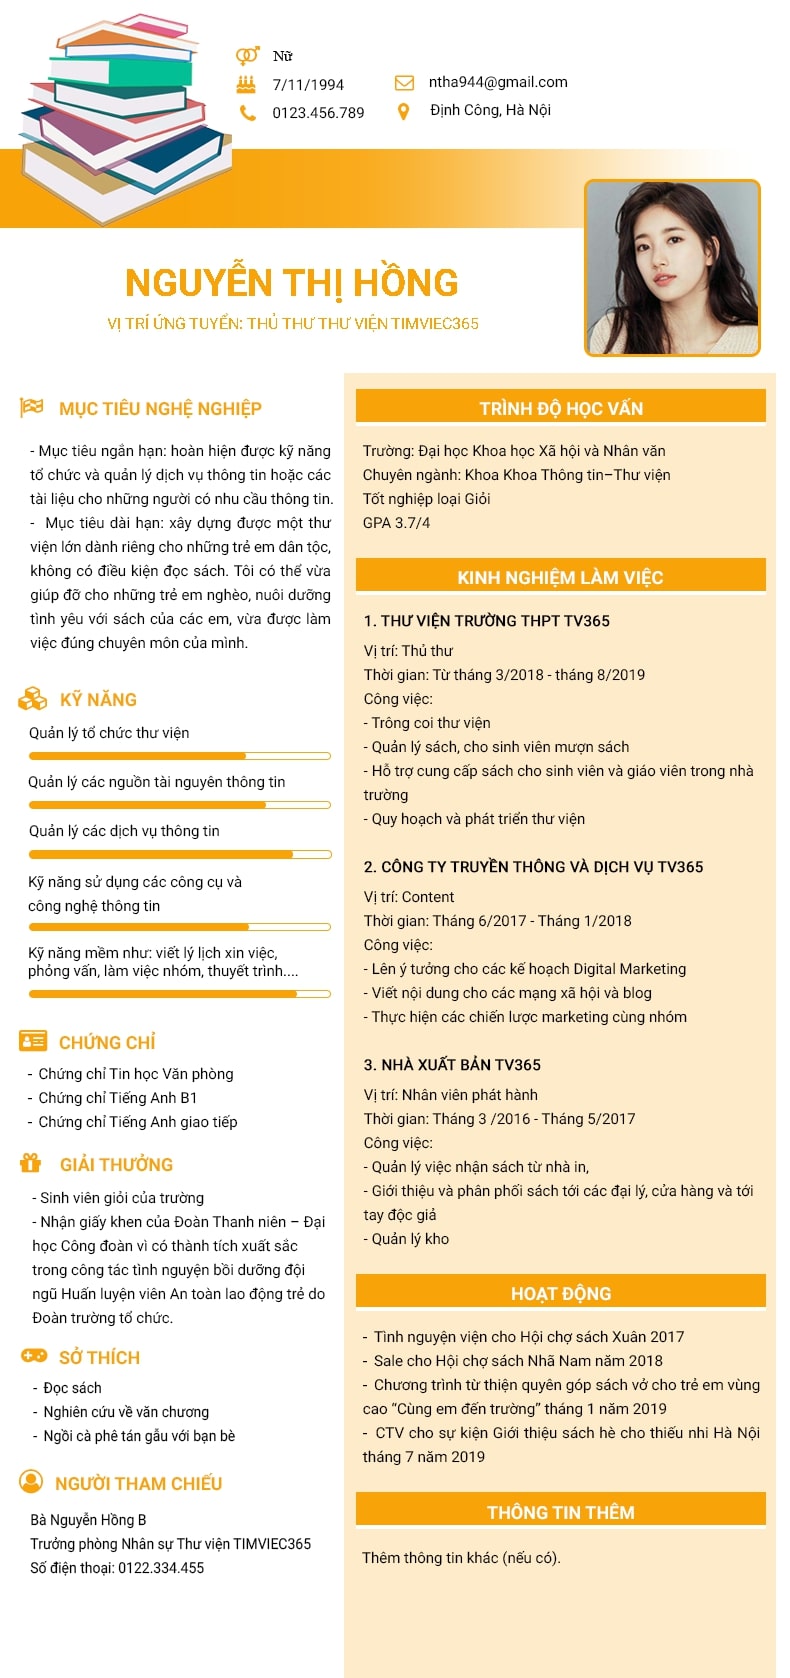 Nữ
7/11/1994
0123.456.789
ntha944@gmail.com
Định Công, Hà Nội
NGUYỄN THỊ HỒNG
VỊ TRÍ ỨNG TUYỂN: THỦ THƯ THƯ VIỆN TIMVIEC365
MỤC TIÊU NGHỀ NGHIỆP
- Mục tiêu ngắn hạn: hoàn hiện được kỹ năng
tổ chức và quản lý dịch vụ thông tin hoặc các
tài liệu cho những người có nhu cầu thông tin.
- Mục tiêu dài hạn: xây dựng được một thư
viện lớn dành riêng cho những trẻ em dân tộc,
không có điều kiện đọc sách. Tôi có thể vừa
giúp đỡ cho những trẻ em nghèo, nuôi dưỡng
tình yêu với sách của các em, vừa được làm
việc đúng chuyên môn của mình.
KỸ NĂNG
Quản lý tổ chức thư viện
Quản lý các nguồn tài nguyên thông tin
Quản lý các dịch vụ thông tin
Kỹ năng sử dụng các công cụ và
công nghệ thông tin
Kỹ năng mềm như: viết lý lịch xin việc,
phỏng vấn, làm việc nhóm, thuyết trình....
CHỨNG CHỈ
- Chứng chỉ Tin học Văn phòng
- Chứng chỉ Tiếng Anh B1
- Chứng chỉ Tiếng Anh giao tiếp
GIẢI THƯỞNG
- Sinh viên giỏi của trường
- Nhận giấy khen của Đoàn Thanh niên – Đại
học Công đoàn vì có thành tích xuất sắc
trong công tác tình nguyện bồi dưỡng đội
ngũ Huấn luyện viên An toàn lao động trẻ do
Đoàn trường tổ chức.
SỞ THÍCH
- Đọc sách
- Nghiên cứu về văn chương
- Ngồi cà phê tán gẫu với bạn bè
NGƯỜI THAM CHIẾU
Bà Nguyễn Hồng B
Trưởng phòng Nhân sự Thư viện TIMVIEC365
Số điện thoại: 0122.334.455
TRÌNH ĐỘ HỌC VẤN
Trường: Đại học Khoa học Xã hội và Nhân văn
Chuyên ngành: Khoa Khoa Thông tin–Thư viện
Tốt nghiệp loại Giỏi
GPA 3.7/4
KINH NGHIỆM LÀM VIỆC
1. THƯ VIỆN TRƯỜNG THPT TV365
Vị trí: Thủ thư
Thời gian: Từ tháng 3/2018 - tháng 8/2019
Công việc:
- Trông coi thư viện
- Quản lý sách, cho sinh viên mượn sách
- Hỗ trợ cung cấp sách cho sinh viên và giáo viên trong nhà
trường
- Quy hoạch và phát triển thư viện
2. CÔNG TY TRUYỀN THÔNG VÀ DỊCH VỤ TV365
Vị trí: Content
Thời gian: Tháng 6/2017 - Tháng 1/2018
Công việc:
- Lên ý tưởng cho các kế hoạch Digital Marketing
- Viết nội dung cho các mạng xã hội và blog
- Thực hiện các chiến lược marketing cùng nhóm
3. NHÀ XUẤT BẢN TV365
Vị trí: Nhân viên phát hành
Thời gian: Tháng 3 /2016 - Tháng 5/2017
Công việc:
- Quản lý việc nhận sách từ nhà in,
- Giới thiệu và phân phối sách tới các đại lý, cửa hàng và tới
tay độc giả
- Quản lý kho
HOẠT ĐỘNG
- Tình nguyện viên cho Hội chợ sách Xuân 2017
- Sale cho Hội chợ sách Nhã Nam năm 2018
- Chương trình từ thiện quyên góp sách vở cho trẻ em vùng
cao “Cùng em đến trường” tháng 1 năm 2019
- CTV cho sự kiện Giới thiệu sách hè cho thiếu nhi Hà Nội
tháng 7 năm 2019
THÔNG TIN THÊM
Thêm thông tin khác (nếu có).